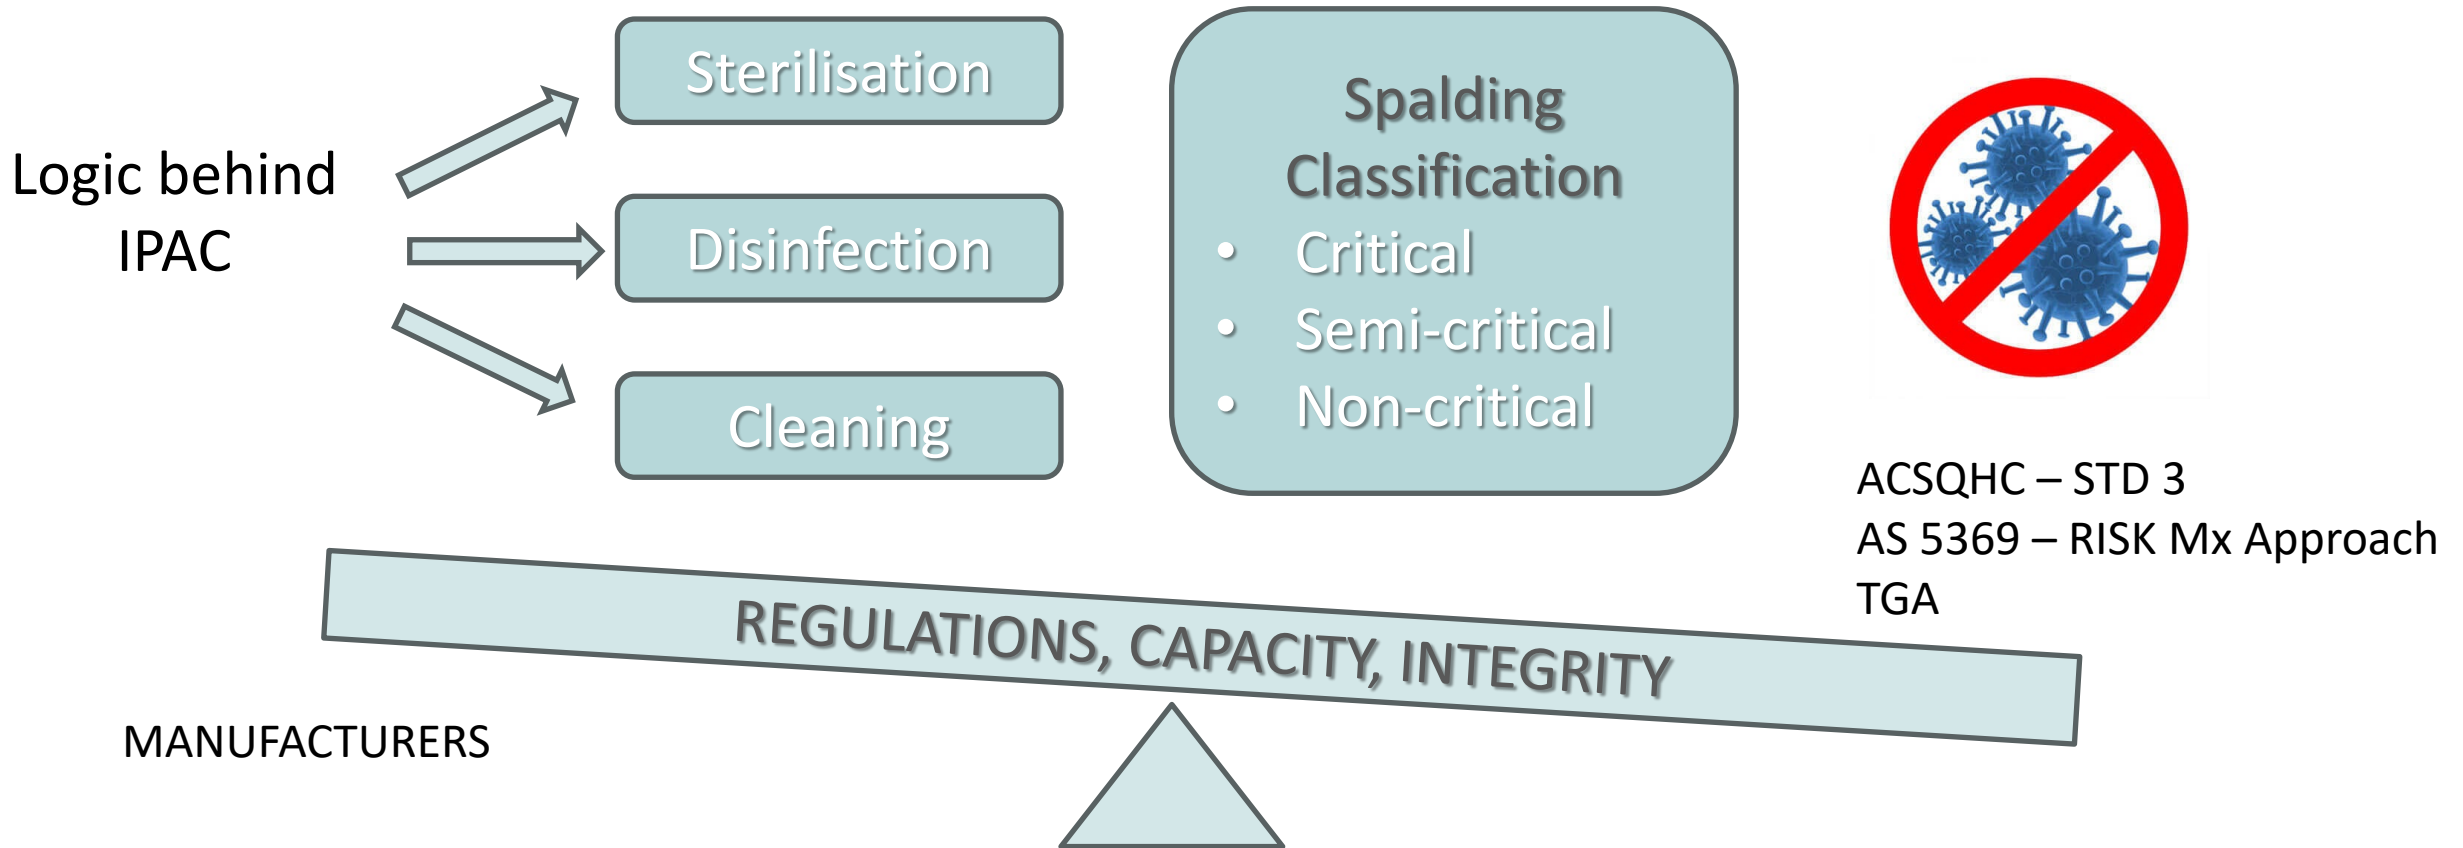 Logic behind
IPAC
Sterilisation
Disinfection
Cleaning
Spalding
Classification
• Critical
• Semi-critical
• Non-critical
ACSQHC – STD 3
AS 5369 – RISK Mx Approach
TGA
REGULATIONS, CAPACITY, INTEGRITY
MANUFACTURERS